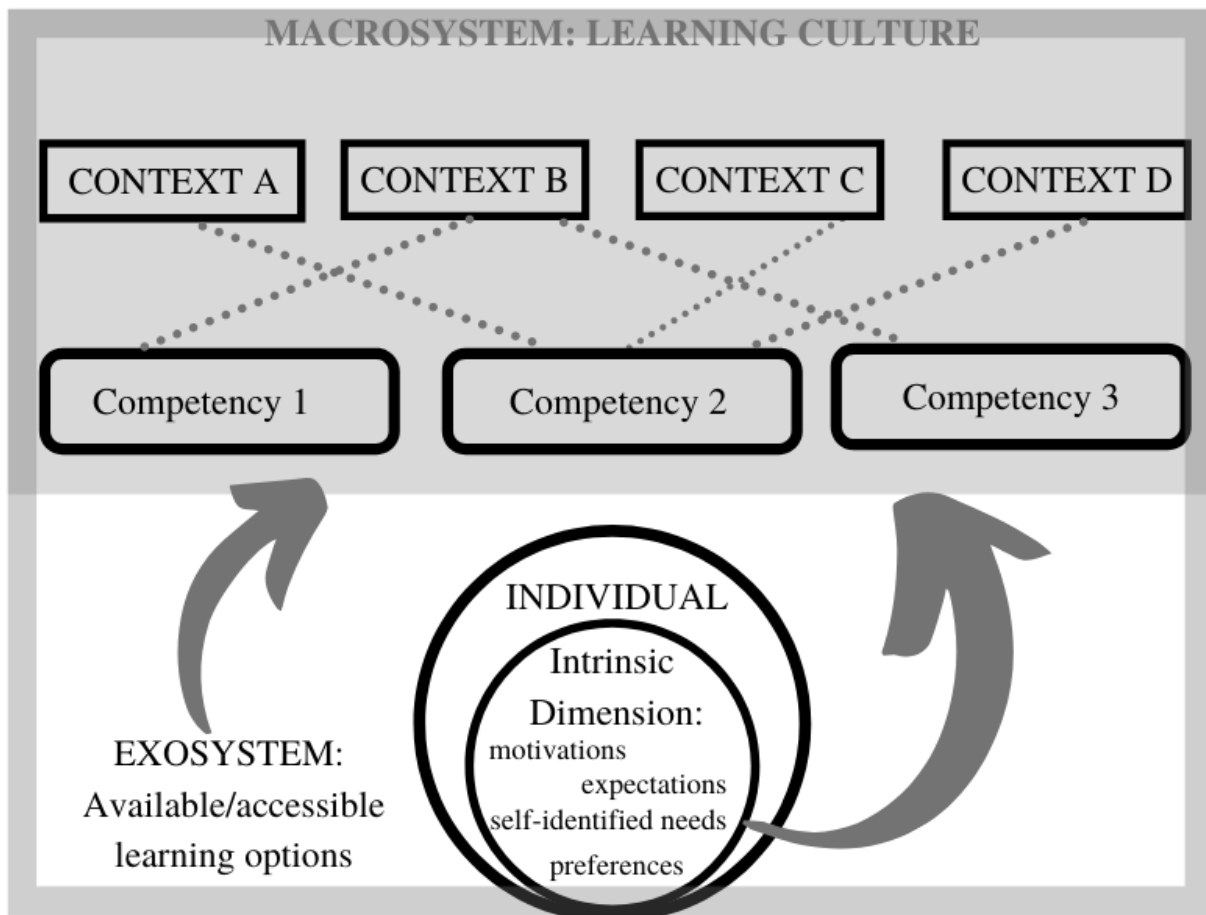 MACROSYSTEM: LEARNING CULTURE
CONTEXT A
CONTEXT B
CONTEXT C
CONTEXT D
Competency 1
Competency 2
Competency 3
INDIVIDUAL
Intrinsic
Dimension:
motivations
expectations
self-identified needs
preferences
EXOSYSTEM:
Available/accessible
learning options